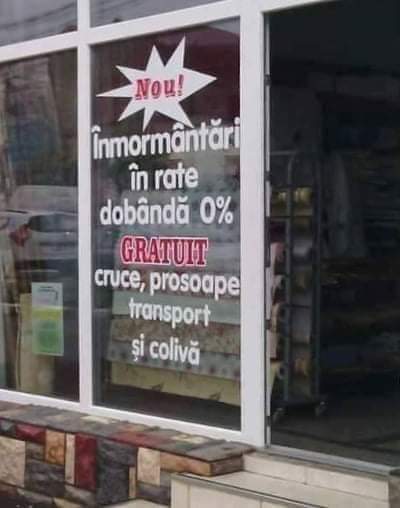 Nou!
Înmormântări
în rate
dobândă 0%
GRATUIT
cruce, prosoape
transport
și colivă